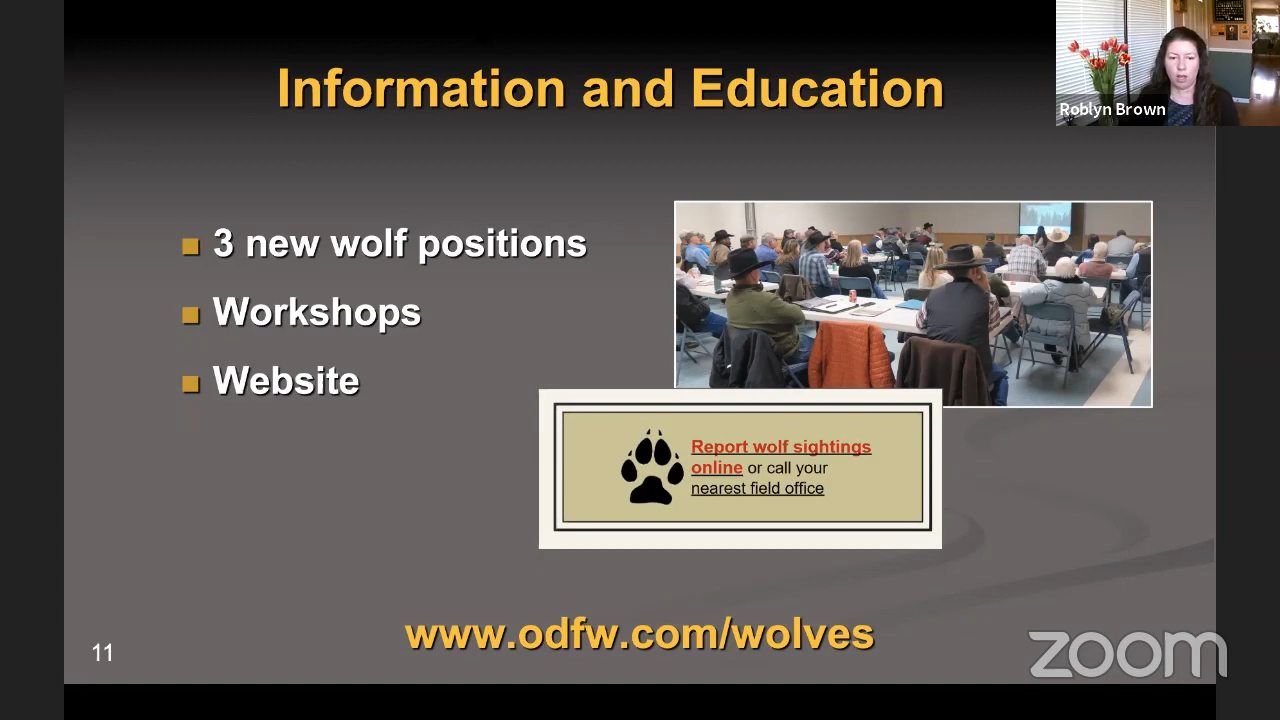 Information and Education
Roblyn Brown
3 new wolf positions
Workshops
Website
Report wolf sightings
online or call your
nearest field office
www.odfw.com/wolves
11
zoom